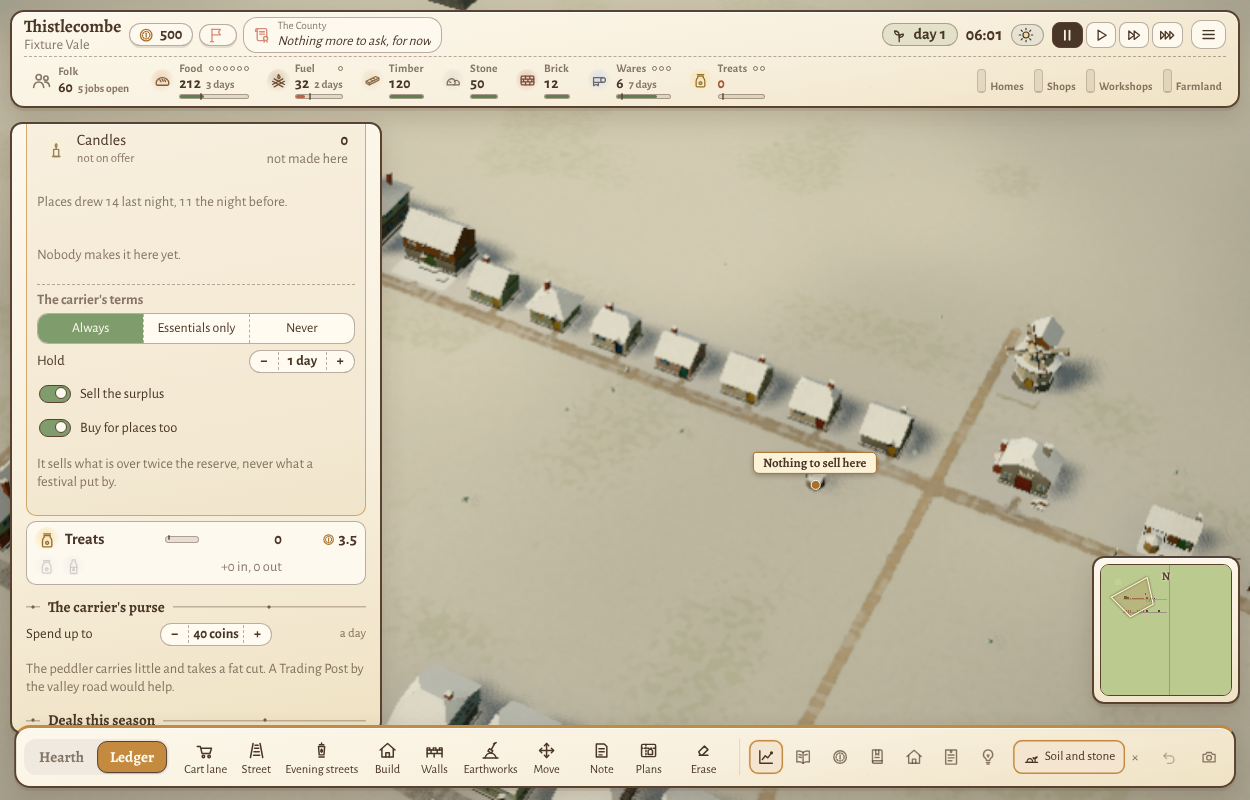 Thistlecombe
Fixture Vale
500
The County
Nothing more to ask, for now
day 1
06:01
Folk
60 5 jobs open
Food
212 3 days
Fuel
32 2 days
Timber
120
Stone
50
Brick
12
Wares
6 7 days
Treats
0
Homes
Shops
Workshops
Farmland
Candles
0
not on offer
not made here
Places drew 14 last night, 11 the night before.
Nobody makes it here yet.
The carrier's terms
Always
Essentials only
Never
Hold
− 1 day +
Sell the surplus
Buy for places too
It sells what is over twice the reserve, never what a
festival put by.
Treats
0
3.5
+0 in, 0 out
The carrier's purse
Spend up to
− 40 coins +
a day
The peddler carries little and takes a fat cut. A Trading Post by
the valley road would help.
Deals this season
Nothing to sell here
N
Hearth
Ledger
Cart lane
Street
Evening streets
Build
Walls
Earthworks
Move
Note
Plans
Erase
Soil and stone
×